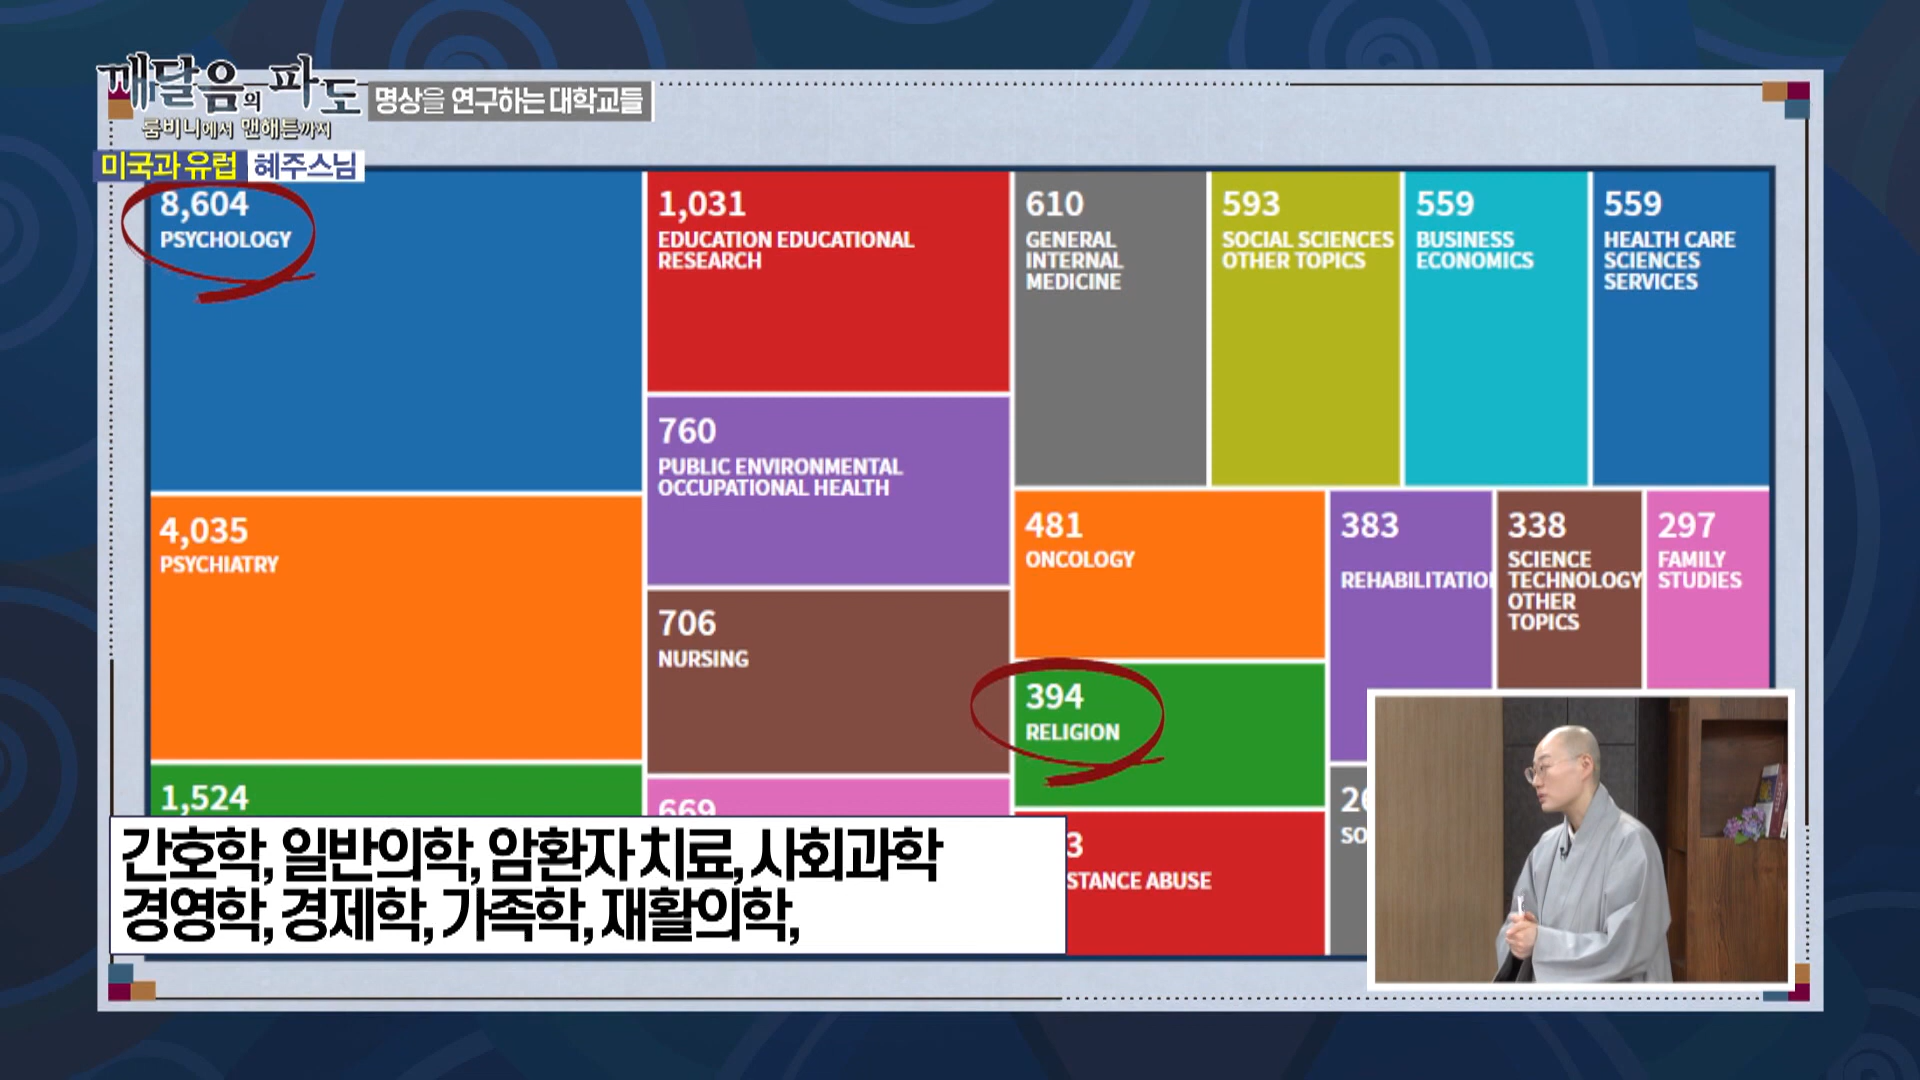 깨달음의 파도
룸비니에서 맨해튼까지
명상을 연구하는 대학교들
미국과 유럽 혜주스님
8,604
PSYCHOLOGY
4,035
PSYCHIATRY
1,524
1,031
EDUCATION EDUCATIONAL
RESEARCH
760
PUBLIC ENVIRONMENTAL
OCCUPATIONAL HEALTH
706
NURSING
669
610
GENERAL
INTERNAL
MEDICINE
593
SOCIAL SCIENCES
OTHER TOPICS
559
BUSINESS
ECONOMICS
559
HEALTH CARE
SCIENCES
SERVICES
481
ONCOLOGY
394
RELIGION
3
STANCE ABUSE
383
REHABILITATIO
338
SCIENCE
TECHNOLOGY
OTHER
TOPICS
297
FAMILY
STUDIES
SO
간호학, 일반의학, 암환자 치료, 사회과학
경영학, 경제학, 가족학, 재활의학,